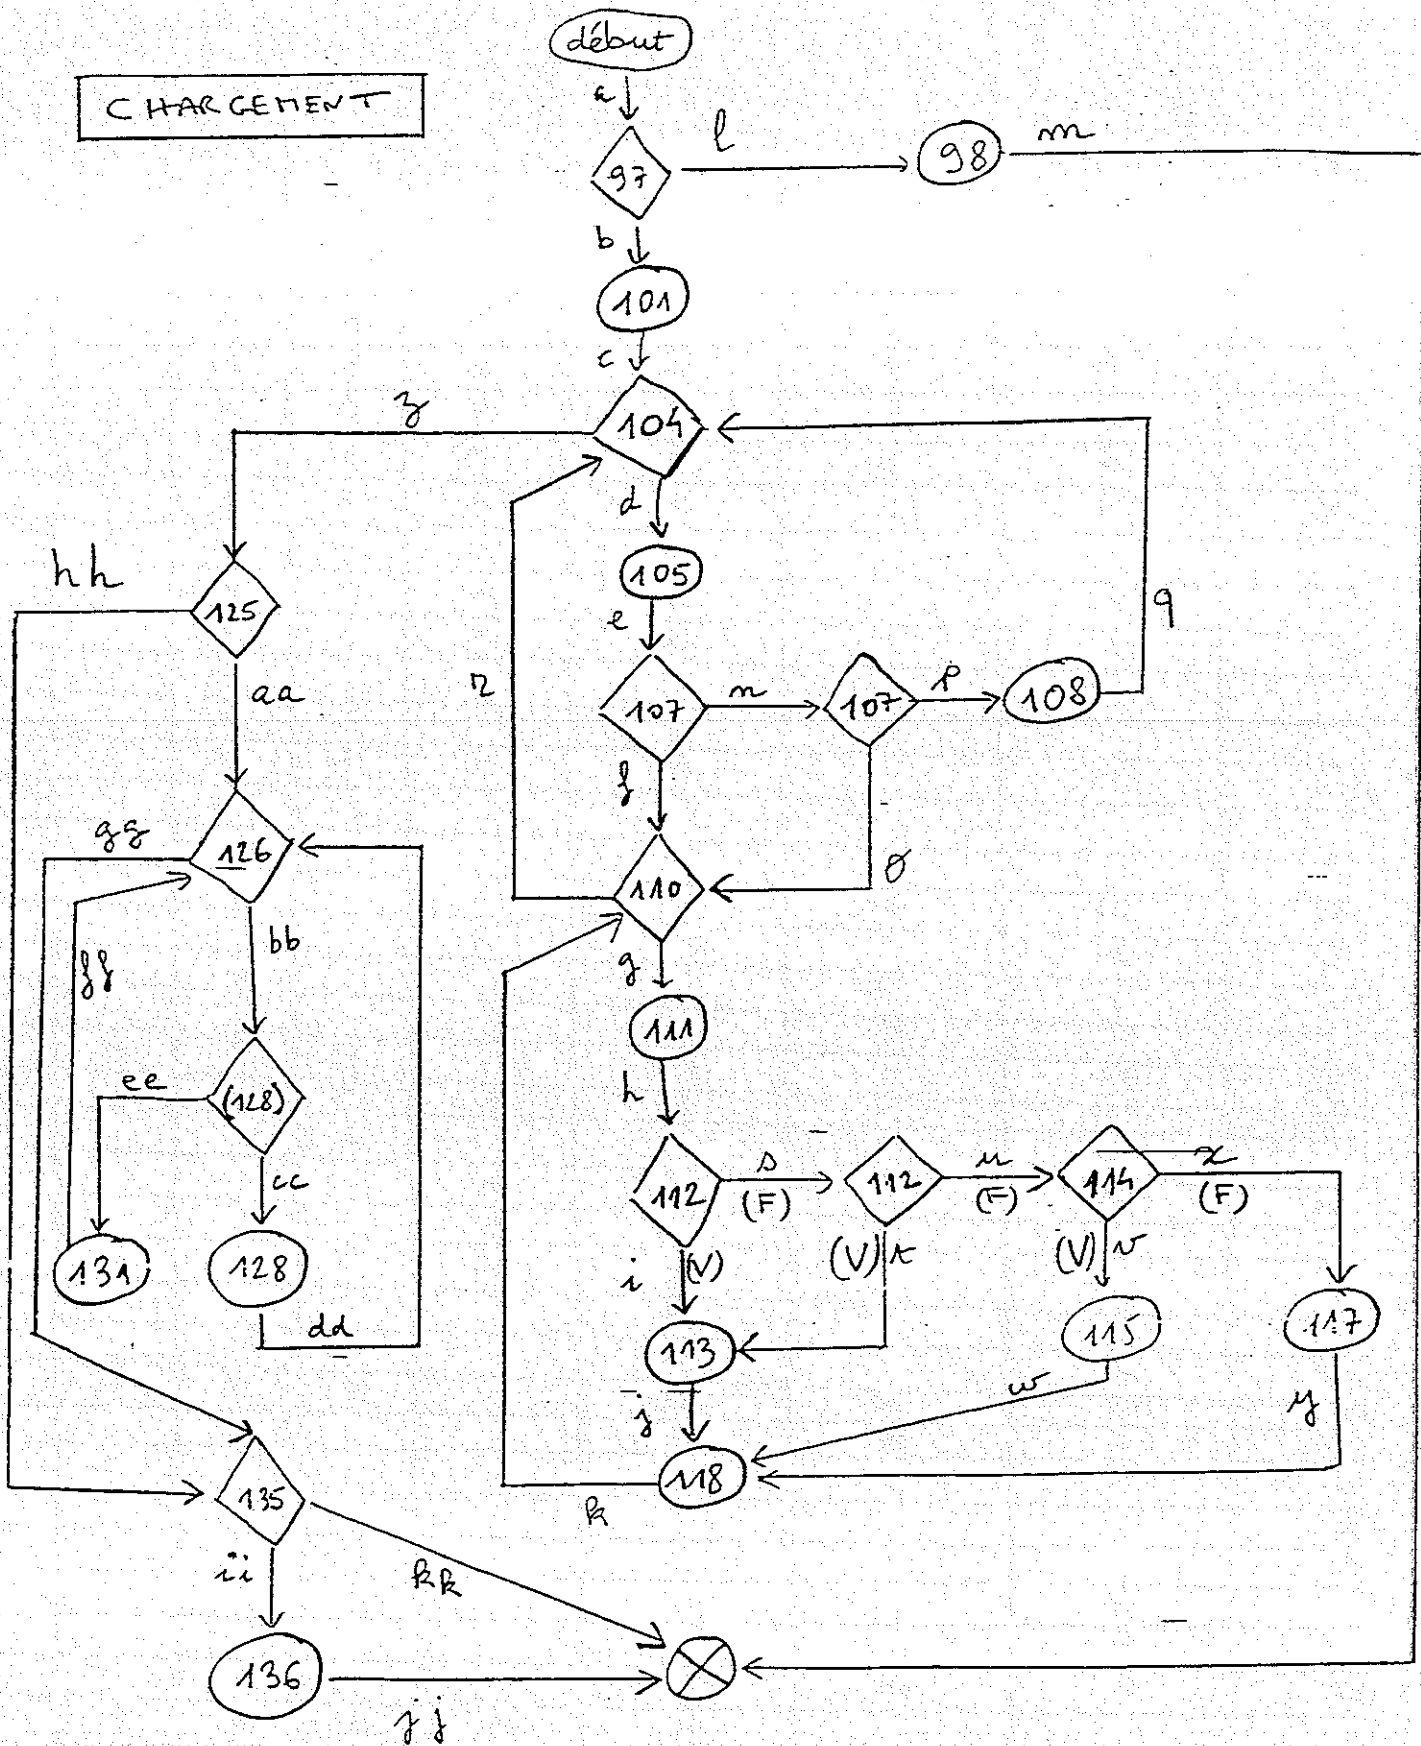 début
CHARGEMENT
a
l
98
m
97
b
101
c
z
104
d
hh
105
125
e
q
aa
r
107
n
107
p
108
f
gg
126
110
o
bb
g
ff
111
ee
(128)
h
s
u
x
cc
112
(F)
112
(F)
114
(F)
131
128
i
(V)
(V)
t
(V)
v
dd
113
115
117
j
w
y
118
135
k
ii
kk
136
jj